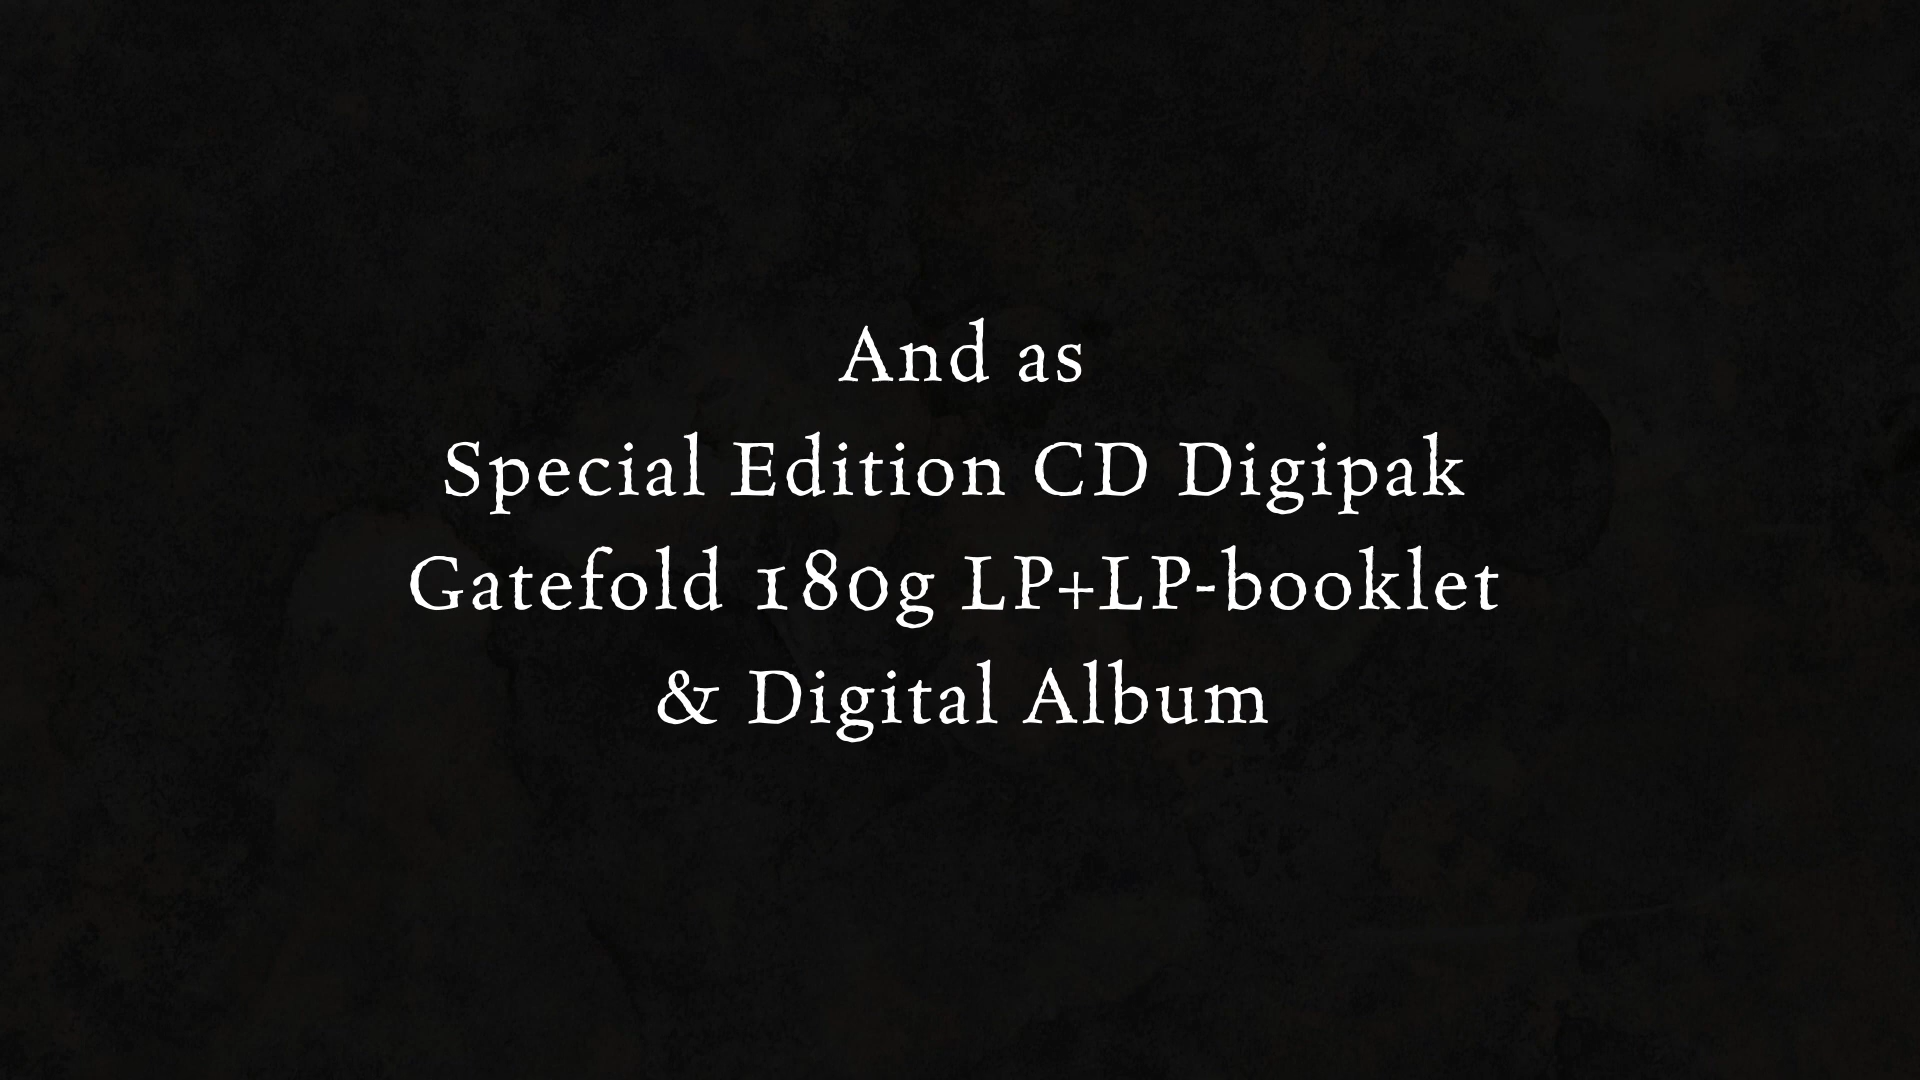 And as
Special Edition CD Digipak
Gatefold 180g LP+LP-booklet
& Digital Album